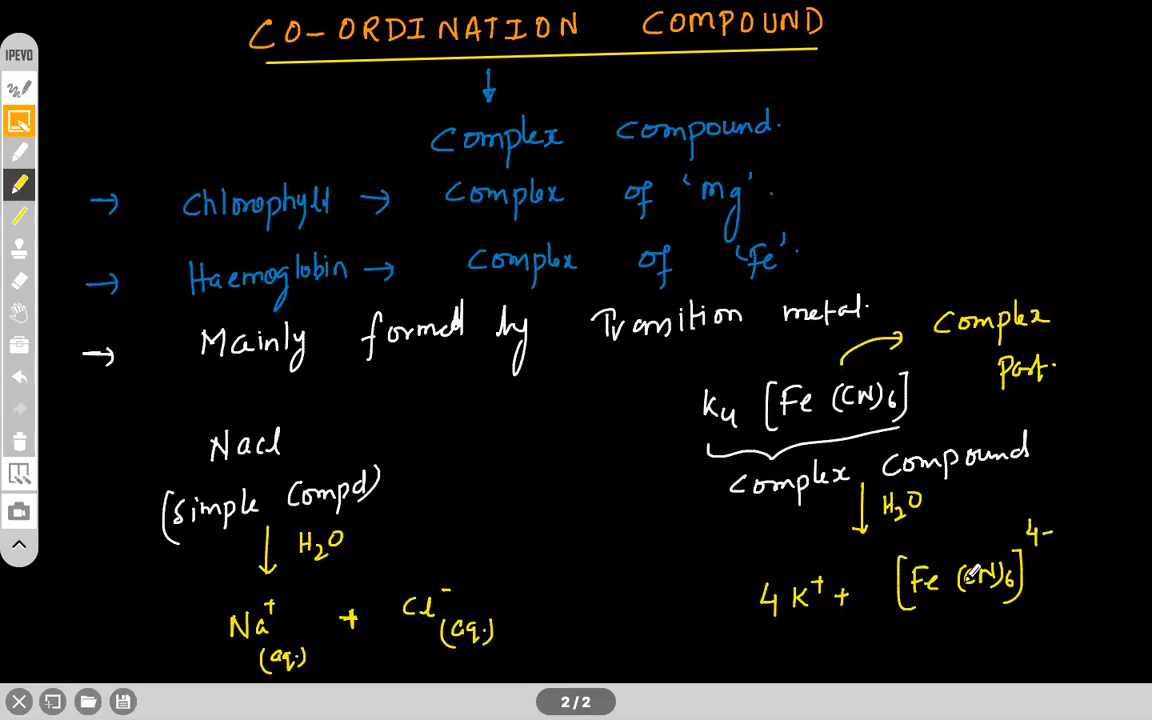 CO-ORDINATION COMPOUND
IPEVO
↓
Complex Compound.
→ Chlorophyll → Complex of 'Mg'.
→ Haemoglobin → Complex of 'Fe'.
→ Mainly formed by Transition metal.
Complex
Part.
K4 [Fe (CN)6]
NaCl
Complex Compound
(Simple Compd)
↓ H2O
↓ H2O
4 K+ + [Fe (CN)6]4-
Na+(aq.) + Cl-(aq.)
2/2